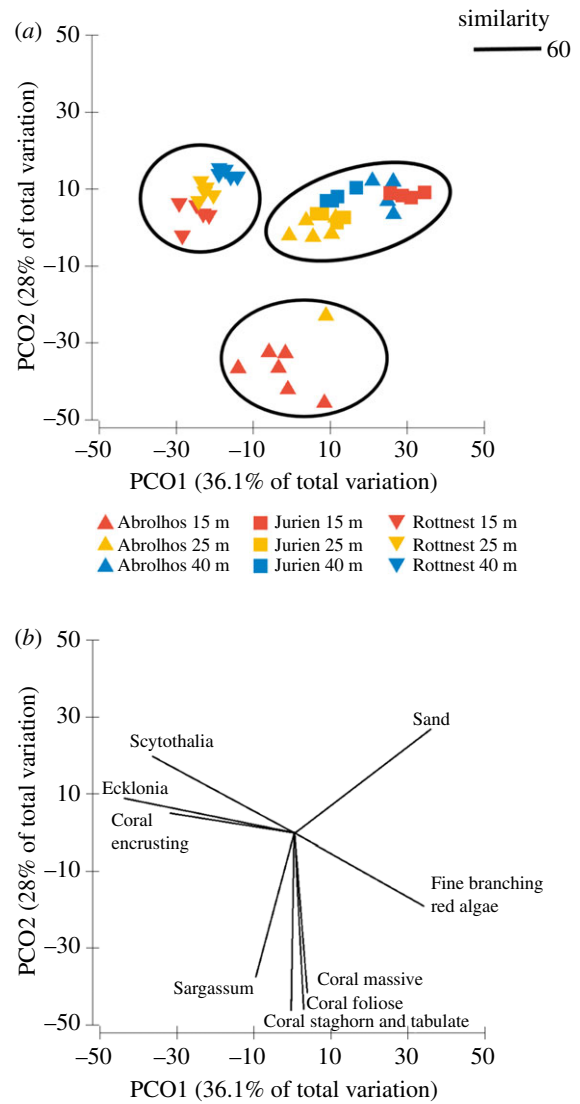 (a)
similarity
60
50
30
10
–10
–30
–50
PCO2 (28% of total variation)
–50 –30 –10 10 30 50
PCO1 (36.1% of total variation)
Abrolhos 15 m Jurien 15 m Rottnest 15 m
Abrolhos 25 m Jurien 25 m Rottnest 25 m
Abrolhos 40 m Jurien 40 m Rottnest 40 m
(b)
50
30
10
–10
–30
–50
PCO2 (28% of total variation)
Sand
Scytothalia
Ecklonia
Coral
encrusting
Fine branching
red algae
Sargassum
Coral massive
Coral foliose
Coral staghorn and tabulate
–50 –30 –10 10 30 50
PCO1 (36.1% of total variation)